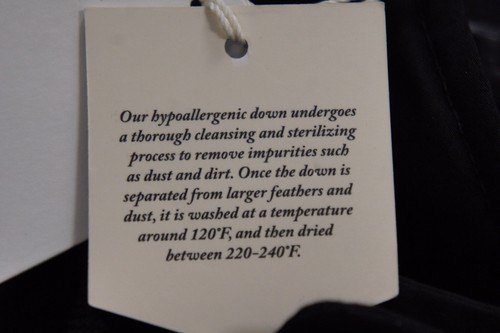 Our hypoallergenic down undergoes
a thorough cleansing and sterilizing
process to remove impurities such
as dust and dirt. Once the down is
separated from larger feathers and
dust, it is washed at a temperature
around 120°F, and then dried
between 220-240°F.